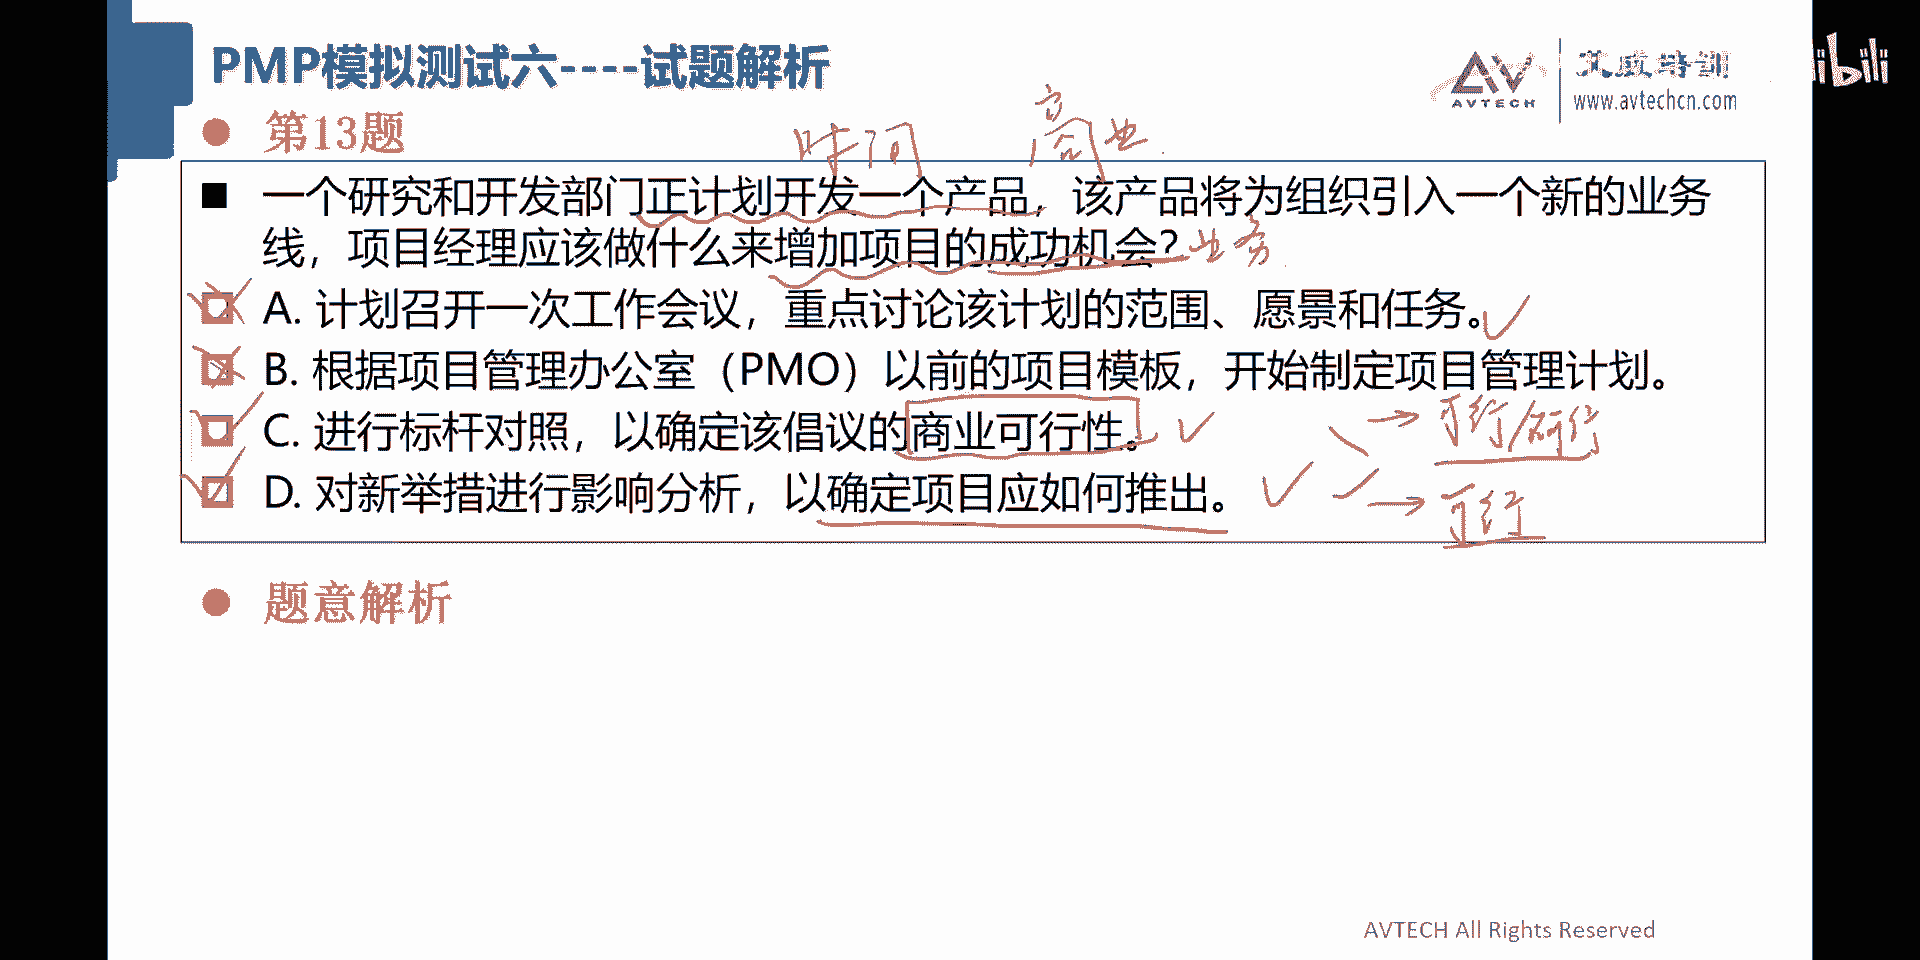 PMP模拟测试六----试题解析
AVTECH
艾威培训
www.avtechcn.com
bili
第13题
时间
商业
一个研究和开发部门正计划开发一个产品，该产品将为组织引入一个新的业务
线，项目经理应该做什么来增加项目的成功机会？
业务
A. 计划召开一次工作会议，重点讨论该计划的范围、愿景和任务。
B. 根据项目管理办公室（PMO）以前的项目模板，开始制定项目管理计划。
C. 进行标杆对照，以确定该倡议的商业可行性。
可行/研行
D. 对新举措进行影响分析，以确定项目应如何推出。
可行
题意解析
AVTECH All Rights Reserved